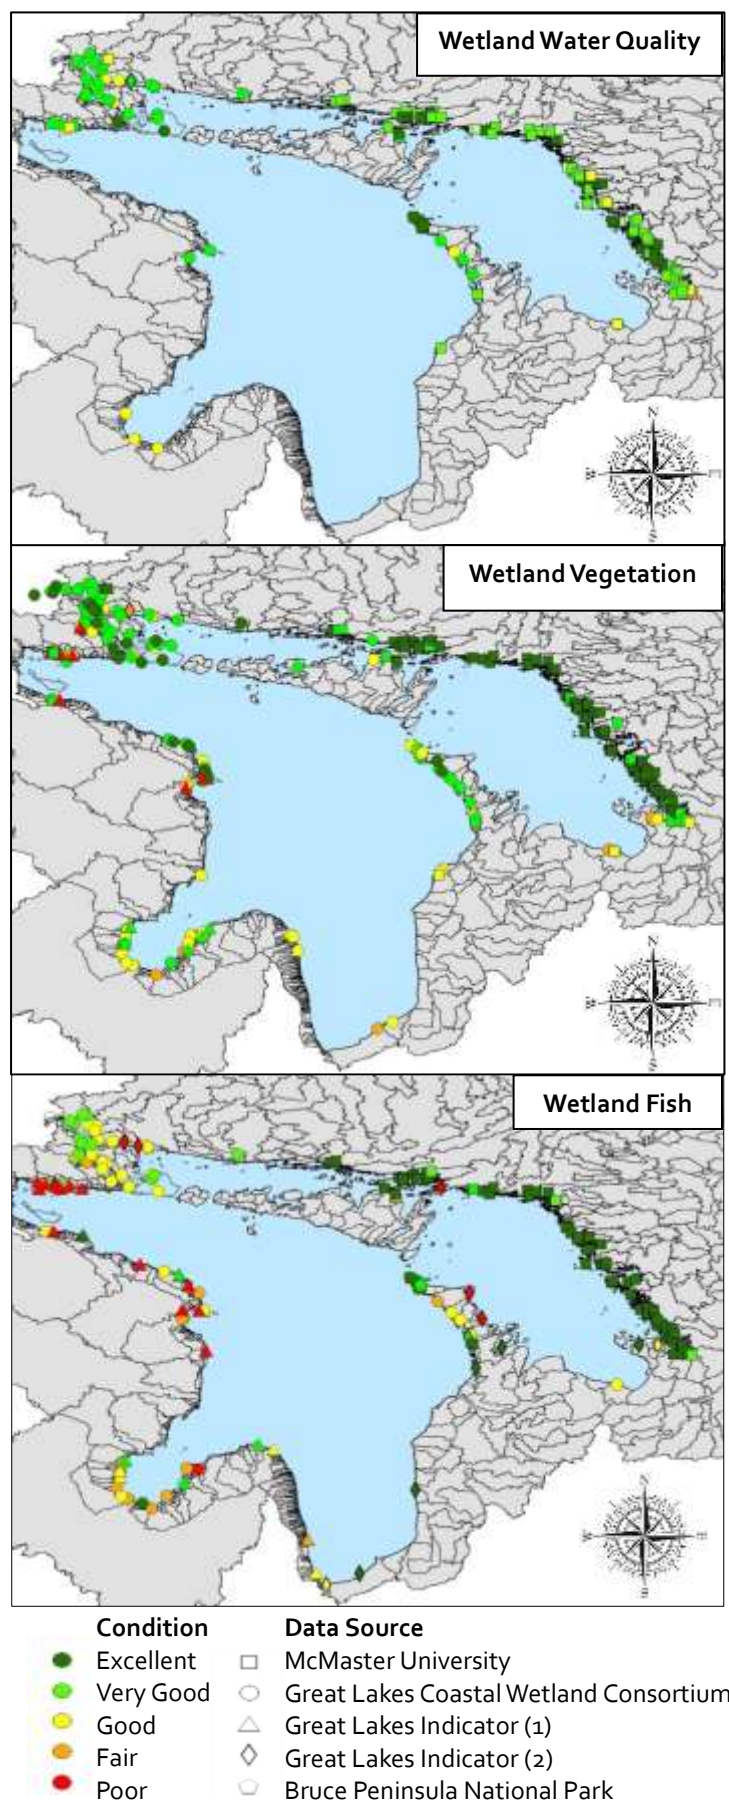 Wetland Water Quality
N
W
E
S
Wetland Vegetation
N
W
E
S
Wetland Fish
N
W
E
S
Condition Data Source
Excellent McMaster University
Very Good Great Lakes Coastal Wetland Consortium
Good Great Lakes Indicator (1)
Fair Great Lakes Indicator (2)
Poor Bruce Peninsula National Park